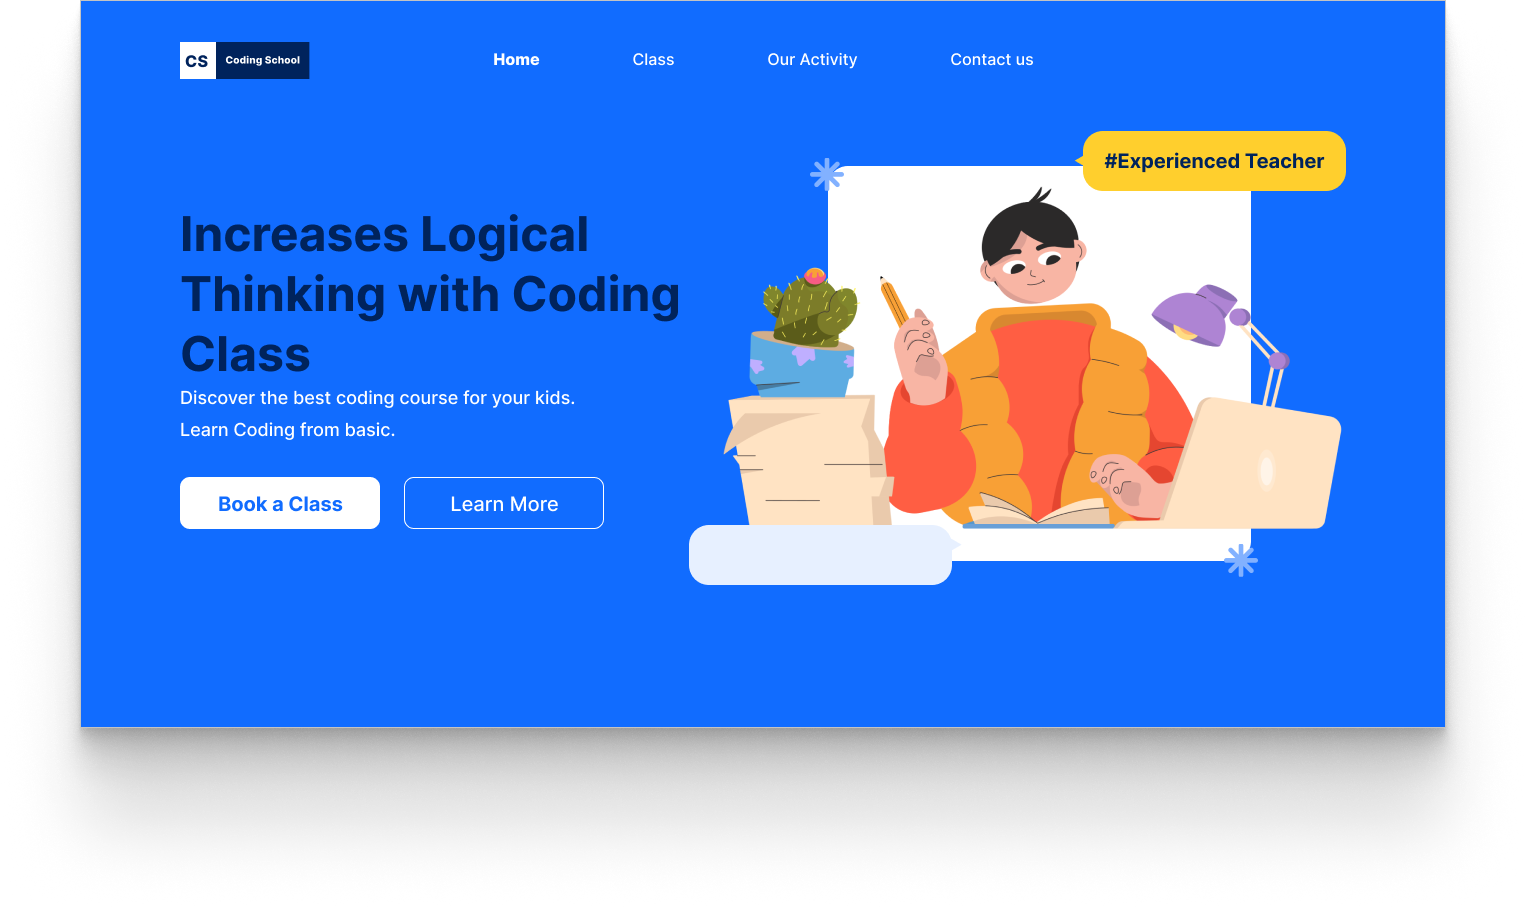 CS
Coding School
Home
Class
Our Activity
Contact us
#Experienced Teacher
Increases Logical
Thinking with Coding
Class
Discover the best coding course for your kids.
Learn Coding from basic.
Book a Class
Learn More